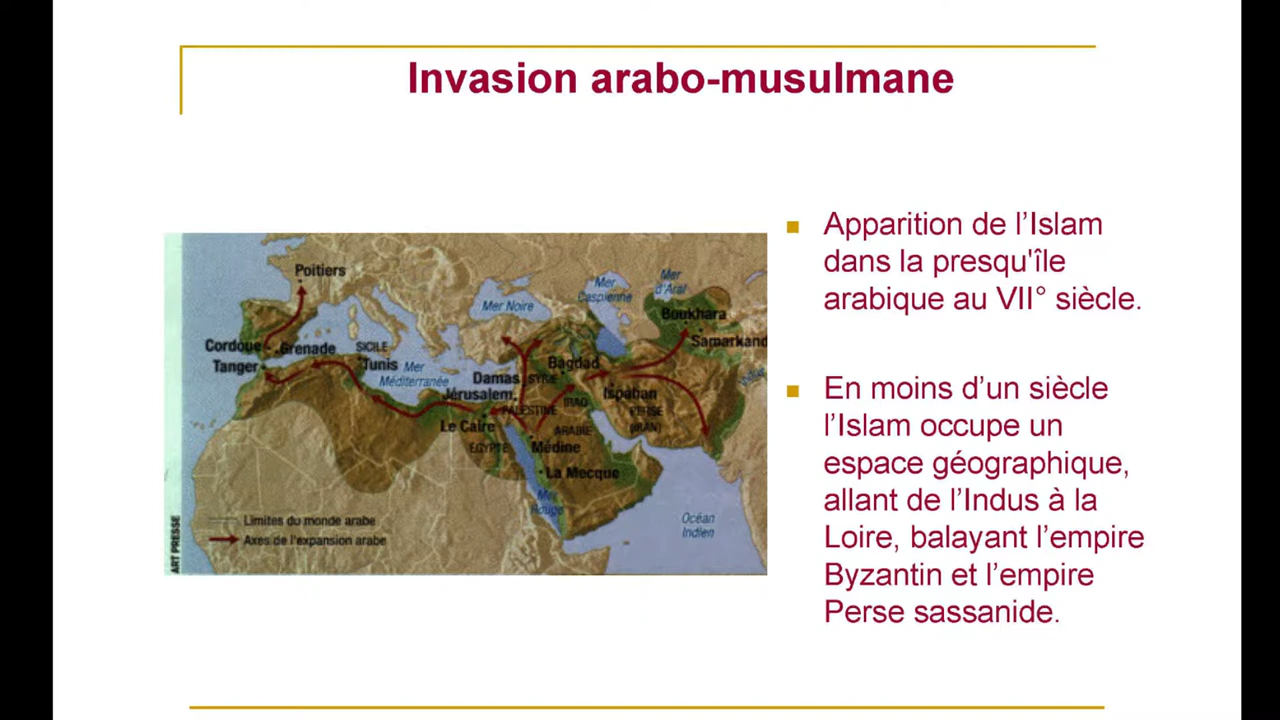 Invasion arabo-musulmane
Apparition de l’Islam
dans la presqu'île
arabique au VII° siècle.
En moins d’un siècle
l’Islam occupe un
espace géographique,
allant de l’Indus à la
Loire, balayant l’empire
Byzantin et l’empire
Perse sassanide.
Poitiers
Mer Noire
Mer
Caspienne
Mer
d'Aral
Boukhara
Samarkand
Cordoue
Grenade
SICILE
Tanger
Tunis
Mer
Méditerranée
Damas
SYRIE
Bagdad
Jérusalem
PALESTINE
IRAQ
Ispahan
PERSE
(IRAN)
Indus
Le Caire
ARABIE
EGYPTE
Médine
La Mecque
Mer
Rouge
Océan
Indien
Limites du monde arabe
Axes de l'expansion arabe
ART PRESSE